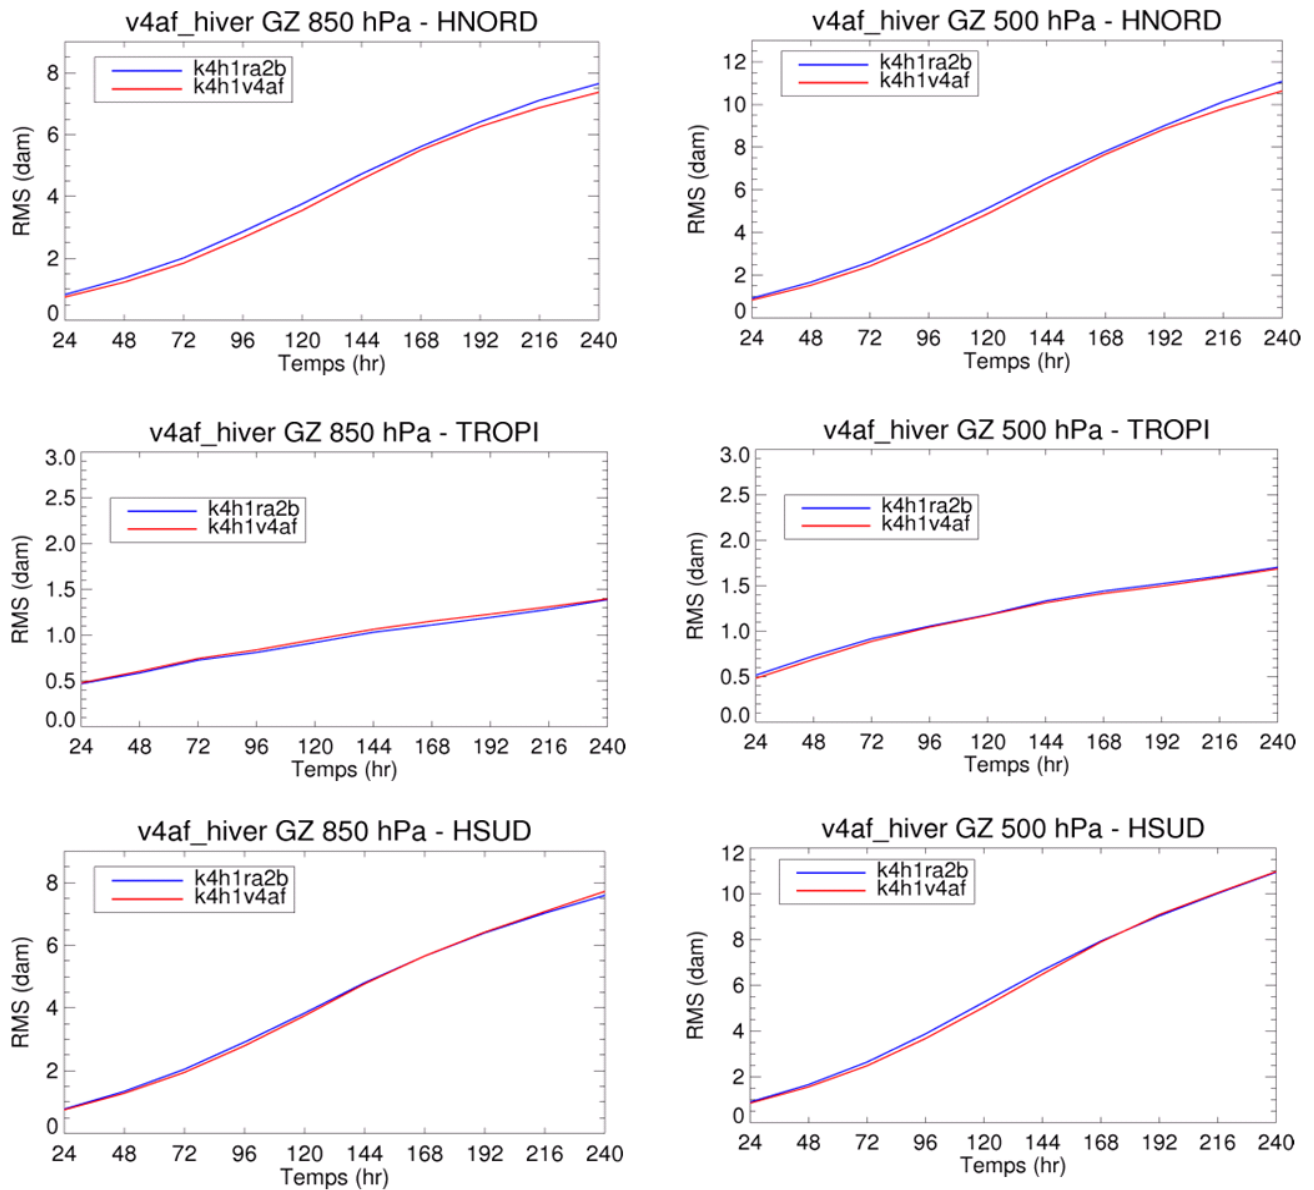 v4af_hiver GZ 850 hPa - HNORD
k4h1ra2b
k4h1v4af
RMS (dam)
8
6
4
2
0
24 48 72 96 120 144 168 192 216 240
Temps (hr)
v4af_hiver GZ 500 hPa - HNORD
k4h1ra2b
k4h1v4af
RMS (dam)
12
10
8
6
4
2
0
24 48 72 96 120 144 168 192 216 240
Temps (hr)
v4af_hiver GZ 850 hPa - TROPI
k4h1ra2b
k4h1v4af
RMS (dam)
3.0
2.5
2.0
1.5
1.0
0.5
0.0
24 48 72 96 120 144 168 192 216 240
Temps (hr)
v4af_hiver GZ 500 hPa - TROPI
k4h1ra2b
k4h1v4af
RMS (dam)
3.0
2.5
2.0
1.5
1.0
0.5
0.0
24 48 72 96 120 144 168 192 216 240
Temps (hr)
v4af_hiver GZ 850 hPa - HSUD
k4h1ra2b
k4h1v4af
RMS (dam)
8
6
4
2
0
24 48 72 96 120 144 168 192 216 240
Temps (hr)
v4af_hiver GZ 500 hPa - HSUD
k4h1ra2b
k4h1v4af
RMS (dam)
12
10
8
6
4
2
0
24 48 72 96 120 144 168 192 216 240
Temps (hr)